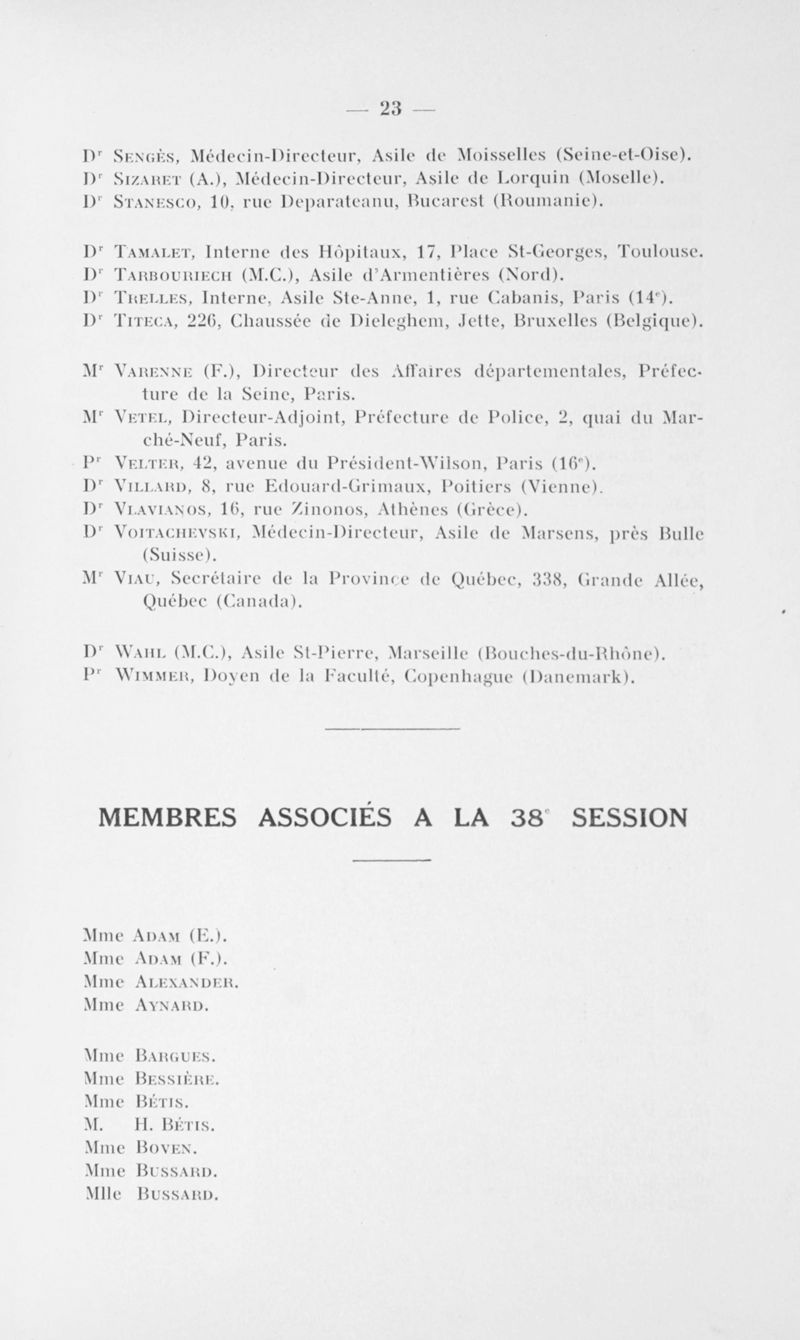 — 23 —
Dr Sengès, Médecin-Directeur, Asile de Moisselles (Seine-et-Oise).
Dr Sizaret (A.), Médecin-Directeur, Asile de Lorquin (Moselle).
Dr Stanesco, 10, rue Deparateanu, Bucarest (Roumanie).
Dr Tamalet, Interne des Hôpitaux, 17, Place St-Georges, Toulouse.
Dr Tarbouriech (M.C.), Asile d'Armentières (Nord).
Dr Trelles, Interne, Asile Ste-Anne, 1, rue Cabanis, Paris (14e).
Dr Titeca, 226, Chaussée de Dieleghem, Jette, Bruxelles (Belgique).
Mr Varenne (F.), Directeur des Affaires départementales, Préfec-
ture de la Seine, Paris.
Mr Vetel, Directeur-Adjoint, Préfecture de Police, 2, quai du Mar-
ché-Neuf, Paris.
Pr Velter, 42, avenue du Président-Wilson, Paris (16e).
Dr Villard, 8, rue Edouard-Grimaux, Poitiers (Vienne).
Dr Vlavianos, 16, rue Zinonos, Athènes (Grèce).
Dr Voitachevski, Médecin-Directeur, Asile de Marsens, près Bulle
(Suisse).
Mr Viau, Secrétaire de la Province de Québec, 338, Grande Allée,
Québec (Canada).
Dr Wahl (M.C.), Asile St-Pierre, Marseille (Bouches-du-Rhône).
Pr Wimmer, Doyen de la Faculté, Copenhague (Danemark).
MEMBRES ASSOCIÉS A LA 38e SESSION
Mme Adam (E.).
Mme Adam (F.).
Mme Alexander.
Mme Aynard.
Mme Bargues.
Mme Bessière.
Mme Bétis.
M. H. Bétis.
Mme Boven.
Mme Bussard.
Mlle Bussard.